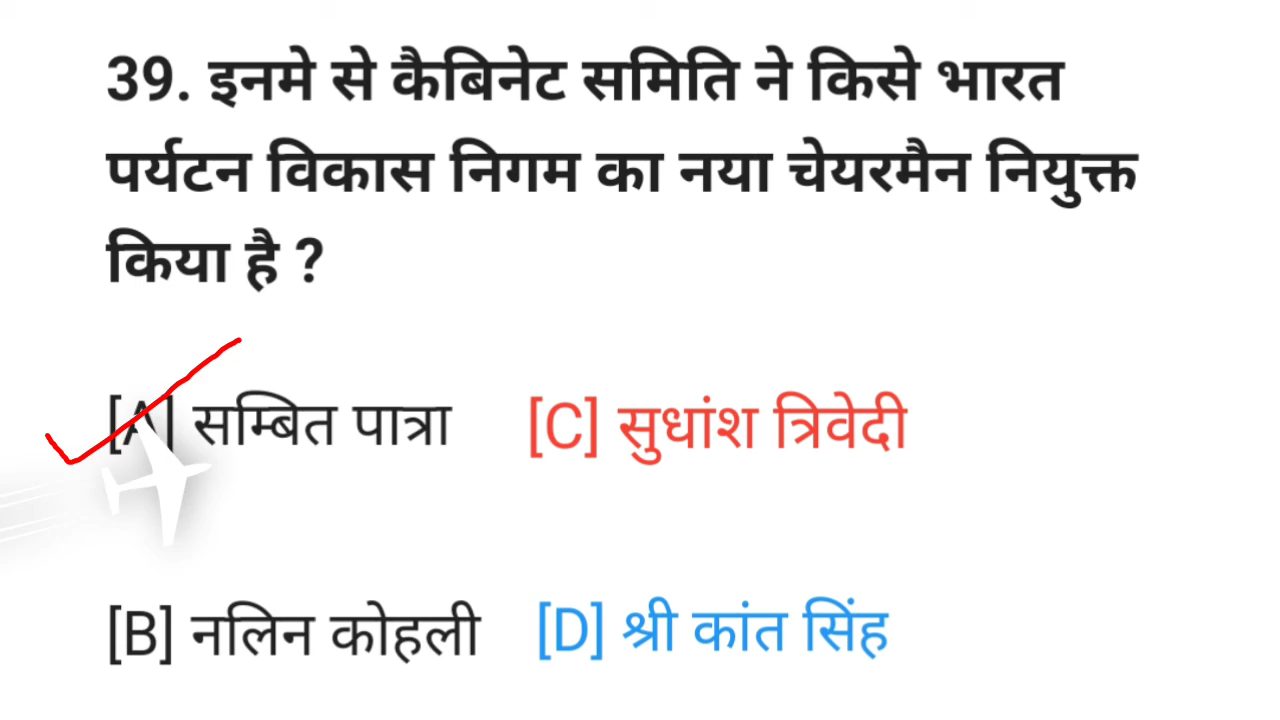 39. इनमे से कैबिनेट समिति ने किसे भारत
पर्यटन विकास निगम का नया चेयरमैन नियुक्त
किया है ?
[A] सम्बित पात्रा [C] सुधांश त्रिवेदी
[B] नलिन कोहली [D] श्री कांत सिंह